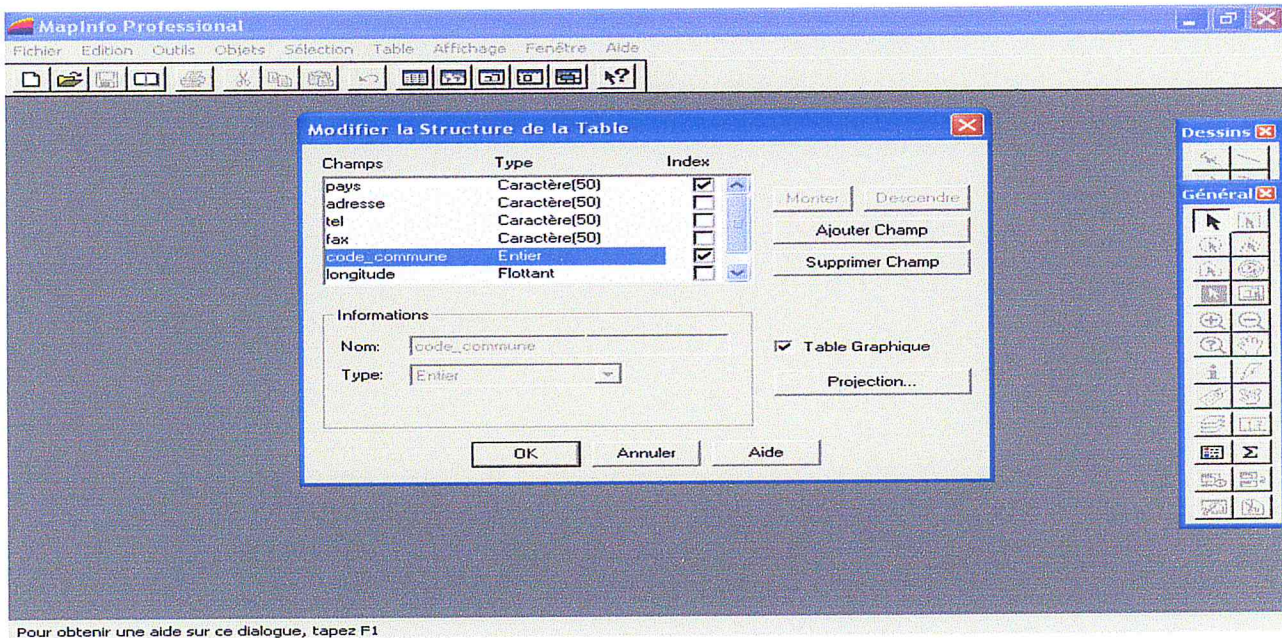 MapInfo Professional
Fichier Edition Outils Objets Sélection Table Affichage Fenêtre Aide
Modifier la Structure de la Table
Champs Type Index
pays Caractère(50)
adresse Caractère(50)
tel Caractère(50)
fax Caractère(50)
code_commune Entier
longitude Flottant
Monter Descendre
Ajouter Champ
Supprimer Champ
Informations
Nom: code_commune
Type: Entier
Table Graphique
Projection...
OK Annuler Aide
Dessins
Général
Pour obtenir une aide sur ce dialogue, tapez F1